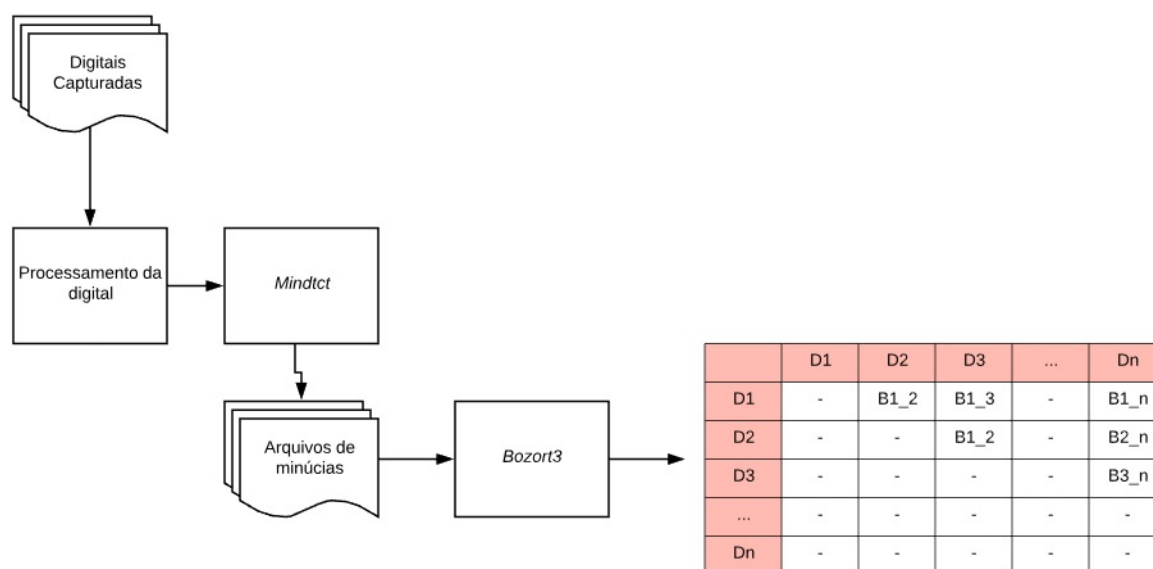 Digitais
Capturadas
Processamento da
digital
Mindtct
Arquivos de
minúcias
Bozort3
D1 D2 D3 ... Dn
D1 - B1_2 B1_3 - B1_n
D2 - - B1_2 - B2_n
D3 - - - - B3_n
... - - - - -
Dn - - - - -